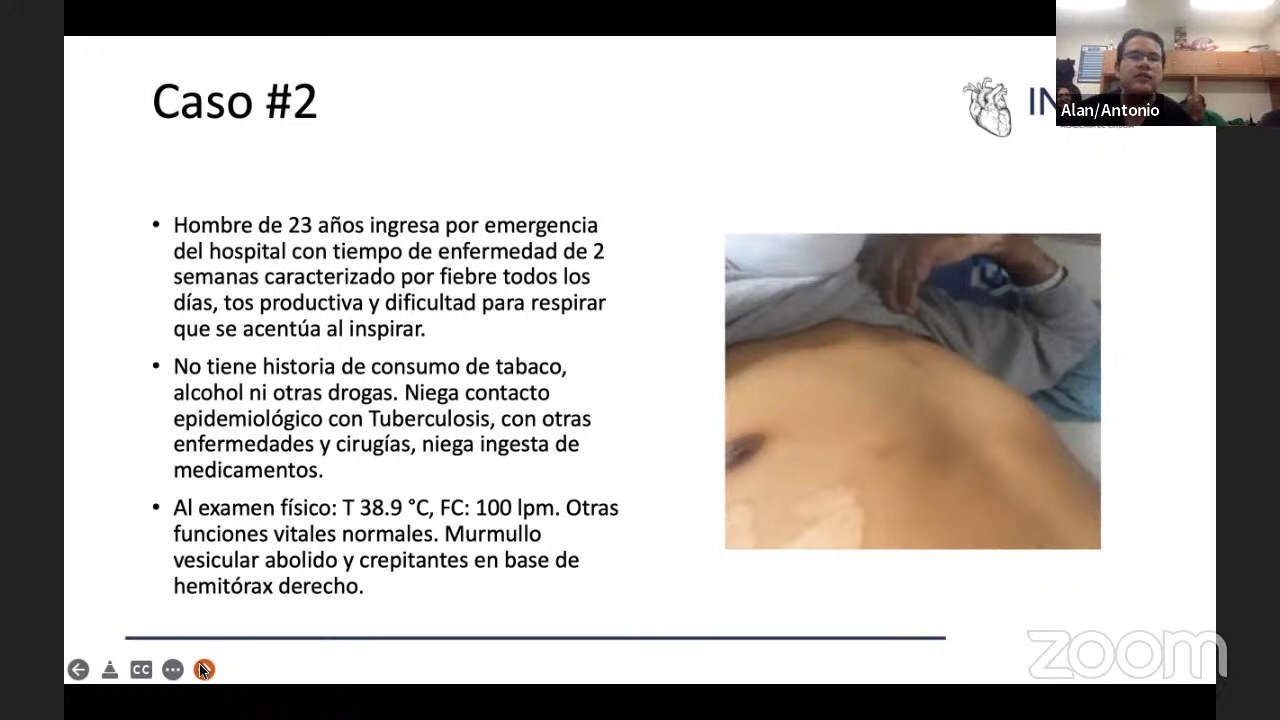 Caso #2
IN
Alan/Antonio
• Hombre de 23 años ingresa por emergencia
del hospital con tiempo de enfermedad de 2
semanas caracterizado por fiebre todos los
días, tos productiva y dificultad para respirar
que se acentúa al inspirar.
• No tiene historia de consumo de tabaco,
alcohol ni otras drogas. Niega contacto
epidemiológico con Tuberculosis, con otras
enfermedades y cirugías, niega ingesta de
medicamentos.
• Al examen físico: T 38.9 °C, FC: 100 lpm. Otras
funciones vitales normales. Murmullo
vesicular abolido y crepitantes en base de
hemitórax derecho.
CC
zoom